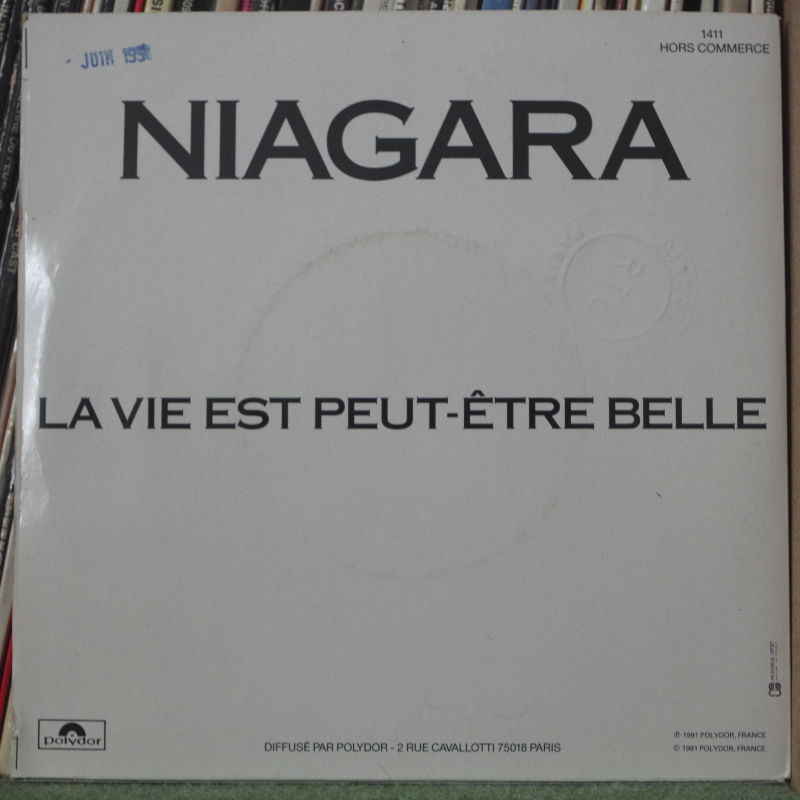 JUIN 199
1411
HORS COMMERCE
NIAGARA
LA VIE EST PEUT-ÊTRE BELLE
polydor
DIFFUSÉ PAR POLYDOR - 2 RUE CAVALLOTTI 75018 PARIS
℗ 1991 POLYDOR, FRANCE
© 1991 POLYDOR, FRANCE